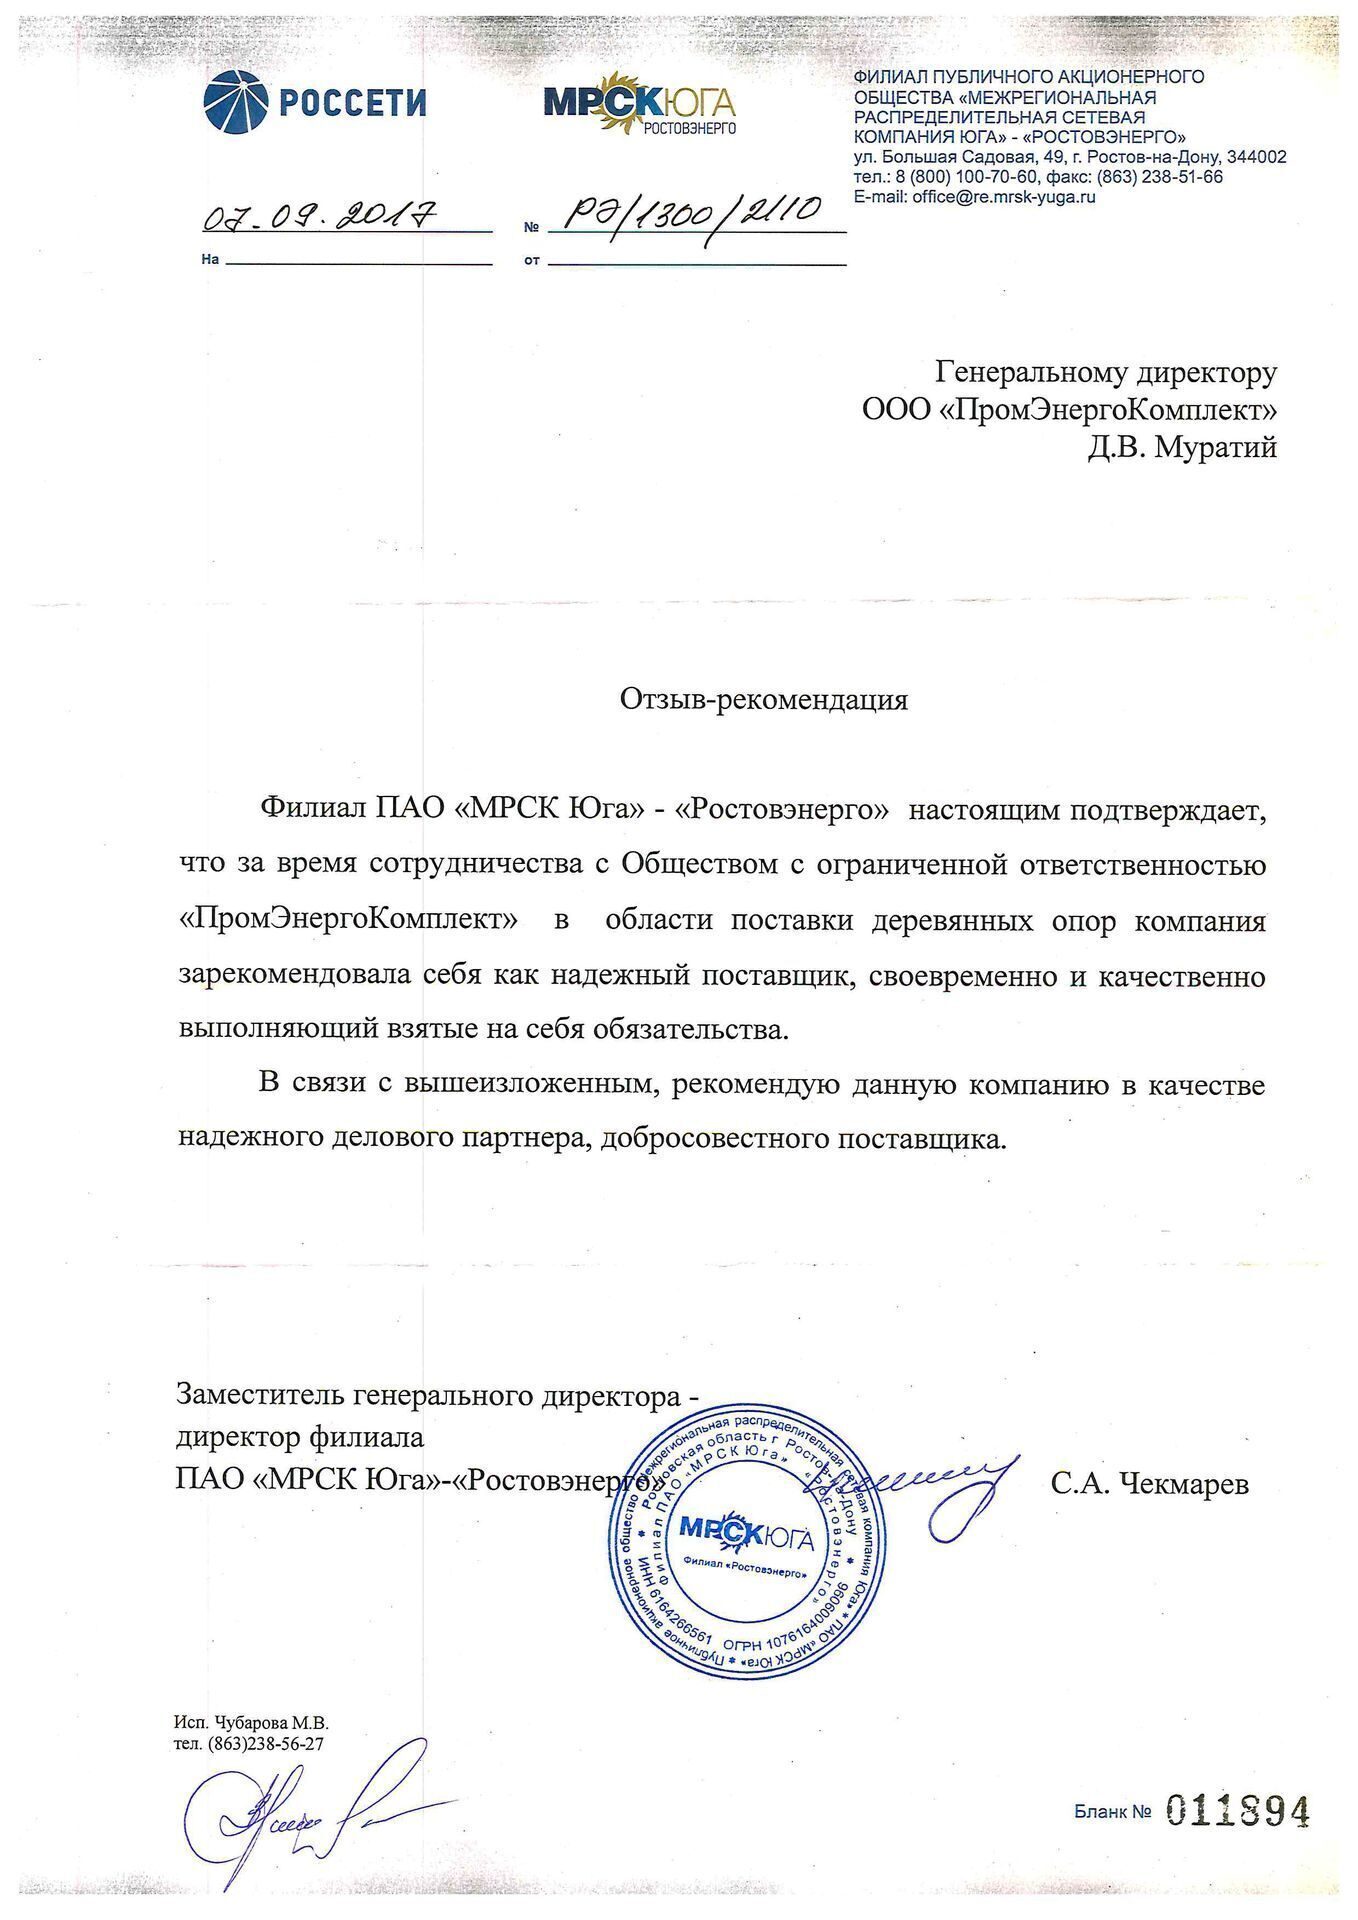 РОССЕТИ
МРСКЮГА
РОСТОВЭНЕРГО
ФИЛИАЛ ПУБЛИЧНОГО АКЦИОНЕРНОГО
ОБЩЕСТВА «МЕЖРЕГИОНАЛЬНАЯ
РАСПРЕДЕЛИТЕЛЬНАЯ СЕТЕВАЯ
КОМПАНИЯ ЮГА» - «РОСТОВЭНЕРГО»
ул. Большая Садовая, 49, г. Ростов-на-Дону, 344002
тел.: 8 (800) 100-70-60, факс: (863) 238-51-66
E-mail: office@re.mrsk-yuga.ru
07.09.2017 № РЭ/1300/2110
На от
Генеральному директору
ООО «ПромЭнергоКомплект»
Д.В. Муратий
Отзыв-рекомендация
Филиал ПАО «МРСК Юга» - «Ростовэнерго» настоящим подтверждает,
что за время сотрудничества с Обществом с ограниченной ответственностью
«ПромЭнергоКомплект» в области поставки деревянных опор компания
зарекомендовала себя как надежный поставщик, своевременно и качественно
выполняющий взятые на себя обязательства.
В связи с вышеизложенным, рекомендую данную компанию в качестве
надежного делового партнера, добросовестного поставщика.
Заместитель генерального директора -
директор филиала
ПАО «МРСК Юга»-«Ростовэнерго»
С.А. Чекмарев
Публичное акционерное общество «Межрегиональная распределительная сетевая компания Юга» * ПАО «МРСК Юга» *
Ростовская область г. Ростов-на-Дону * ОГРН 1076164009096 ИНН 6164266561 *
Филиал ПАО «МРСК Юга» - «Ростовэнерго»
МРСКЮГА
Филиал «Ростовэнерго»
Исп. Чубарова М.В.
тел. (863)238-56-27
Бланк № 011894